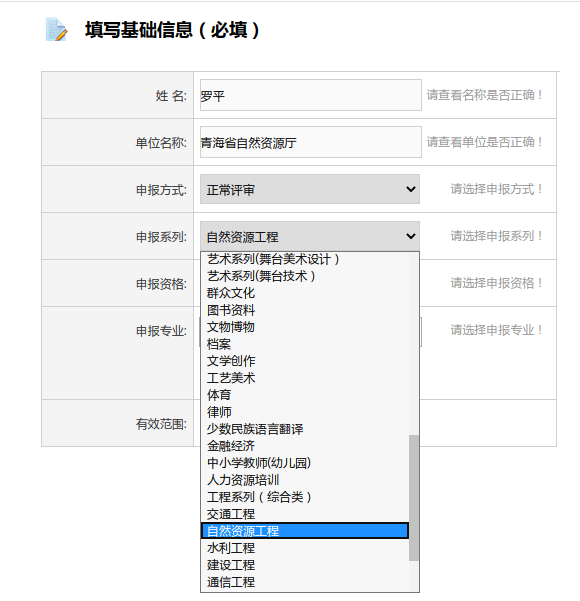 填写基础信息（必填）
姓 名: 罗平 请查看名称是否正确！
单位名称: 青海省自然资源厅 请查看单位是否正确！
申报方式: 正常评审 请选择申报方式！
申报系列: 自然资源工程 请选择申报系列！
申报资格: 请选择申报资格！
申报专业: 请选择申报专业！
有效范围:
艺术系列(舞台美术设计）
艺术系列(舞台技术）
群众文化
图书资料
文物博物
档案
文学创作
工艺美术
体育
律师
少数民族语言翻译
金融经济
中小学教师(幼儿园)
人力资源培训
工程系列（综合类）
交通工程
自然资源工程
水利工程
建设工程
通信工程